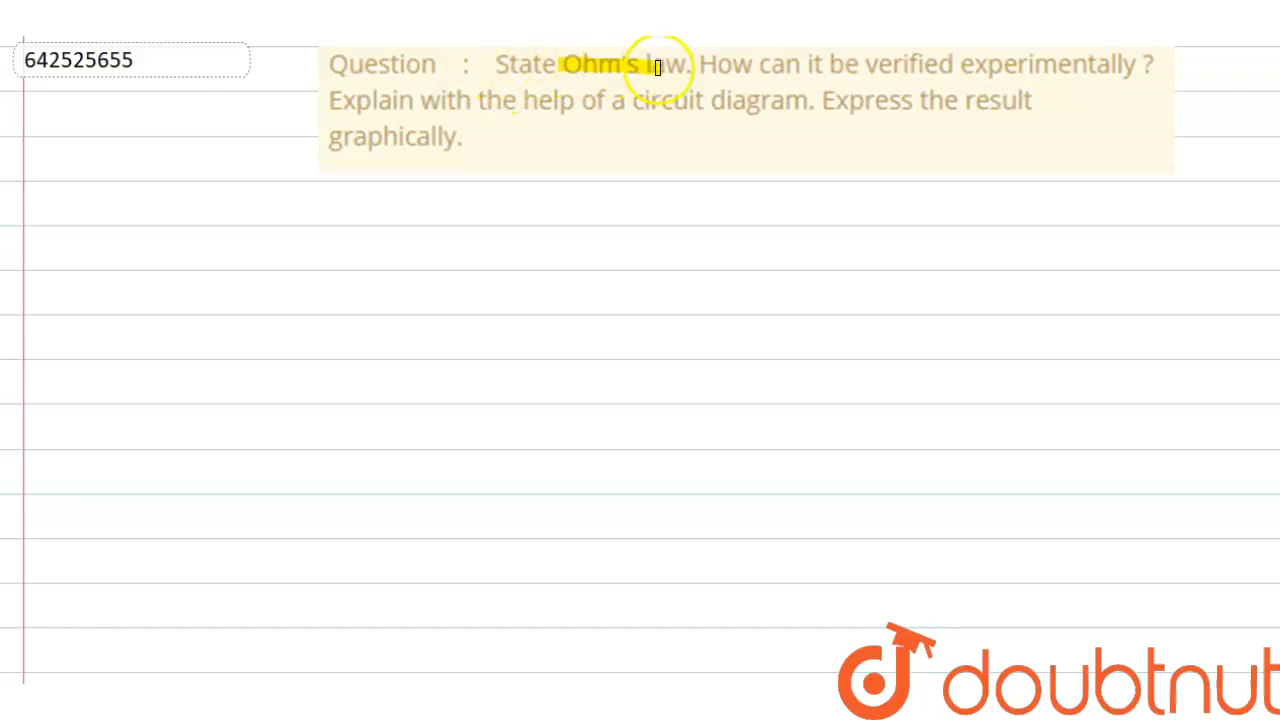 642525655
Question : State Ohm's law. How can it be verified experimentally ?
Explain with the help of a circuit diagram. Express the result
graphically.
doubtnut